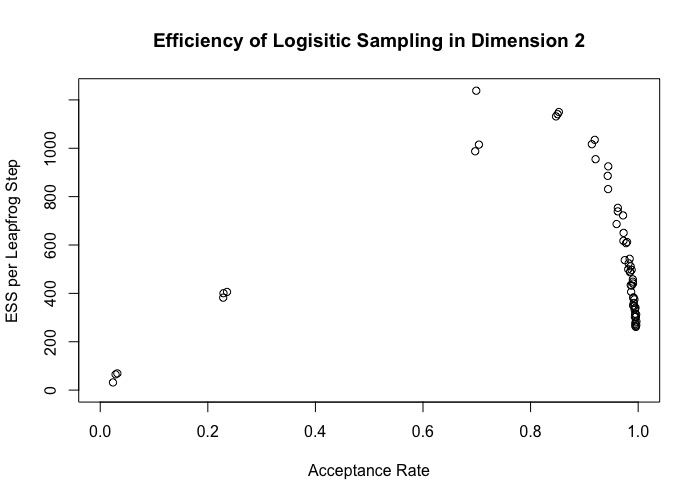 Efficiency of Logisitic Sampling in Dimension 2
ESS per Leapfrog Step
1000
800
600
400
200
0
0.0 0.2 0.4 0.6 0.8 1.0
Acceptance Rate